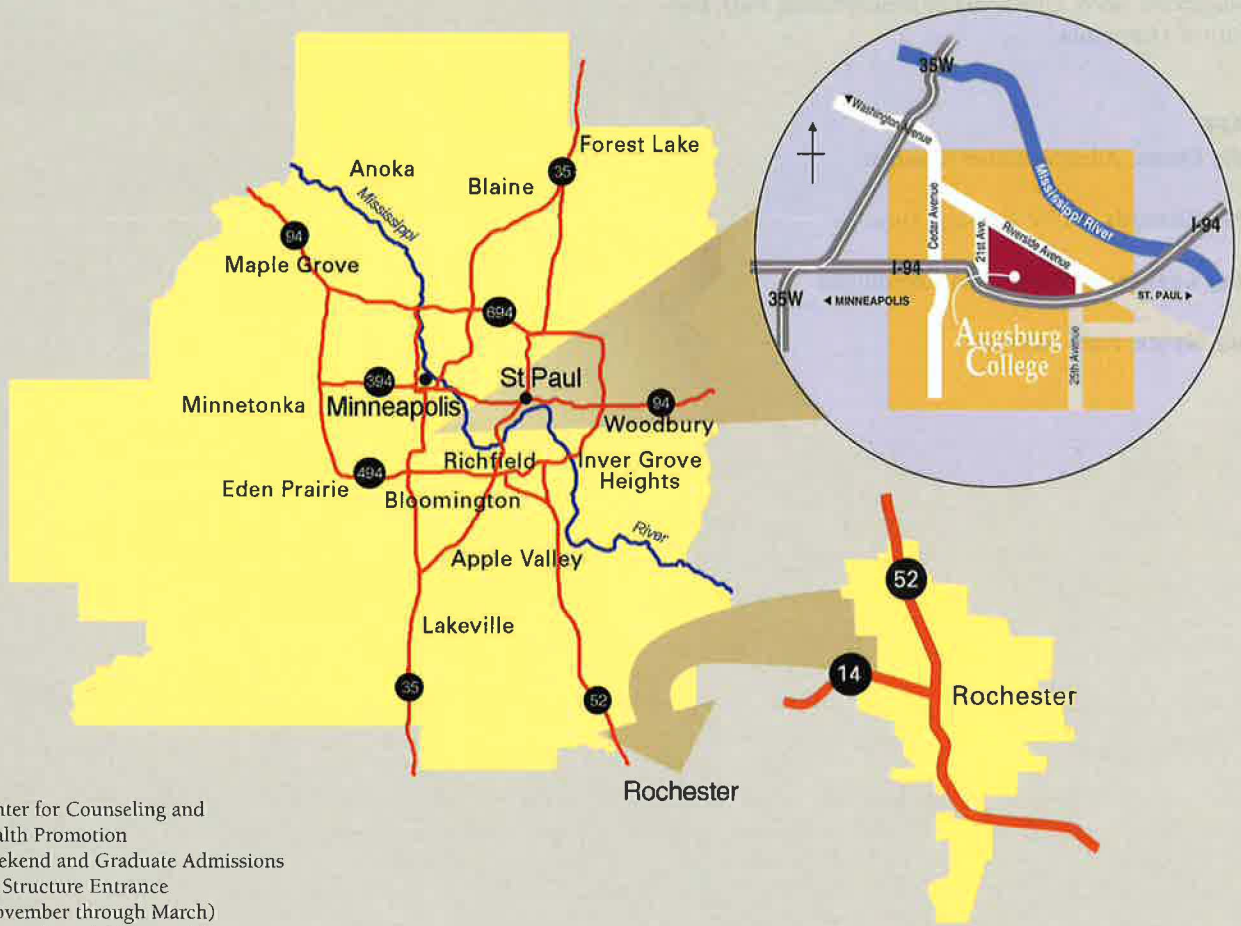 35W
Washington Avenue
Mississippi River
Cedar Avenue
21st Ave.
Riverside Avenue
I-94
I-94
35W
MINNEAPOLIS
ST. PAUL
Augsburg
College
25th Avenue
Forest Lake
35
Anoka
Blaine
Mississippi
94
Maple Grove
694
394
St Paul
Minnetonka
Minneapolis
94
Woodbury
494
Richfield
Inver Grove
Heights
Eden Prairie
Bloomington
River
Apple Valley
Lakeville
35
52
Rochester
52
14
Rochester
nter for Counseling and
alth Promotion
ekend and Graduate Admissions
Structure Entrance
ovember through March)